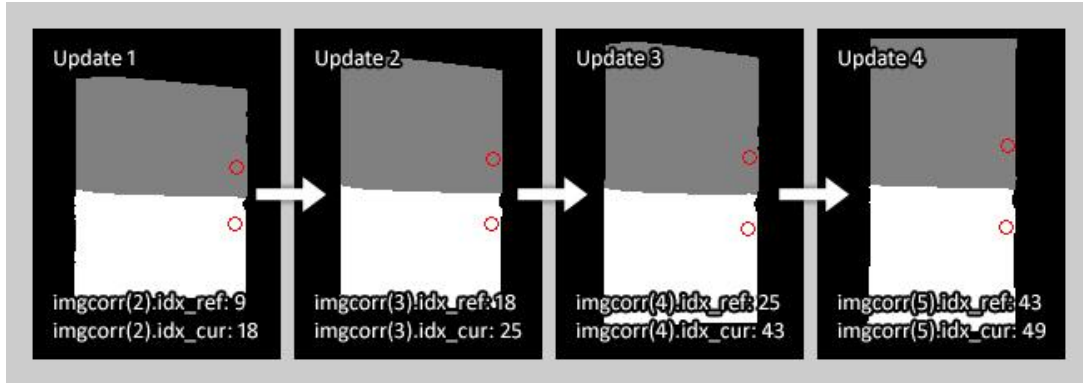 Update 1
imgcorr(2).idx_ref: 9
imgcorr(2).idx_cur: 18
Update 2
imgcorr(3).idx_ref:18
imgcorr(3).idx_cur: 25
Update 3
imgcorr(4).idx_ref: 25
imgcorr(4).idx_cur: 43
Update 4
imgcorr(5).idx_ref: 43
imgcorr(5).idx_cur: 49